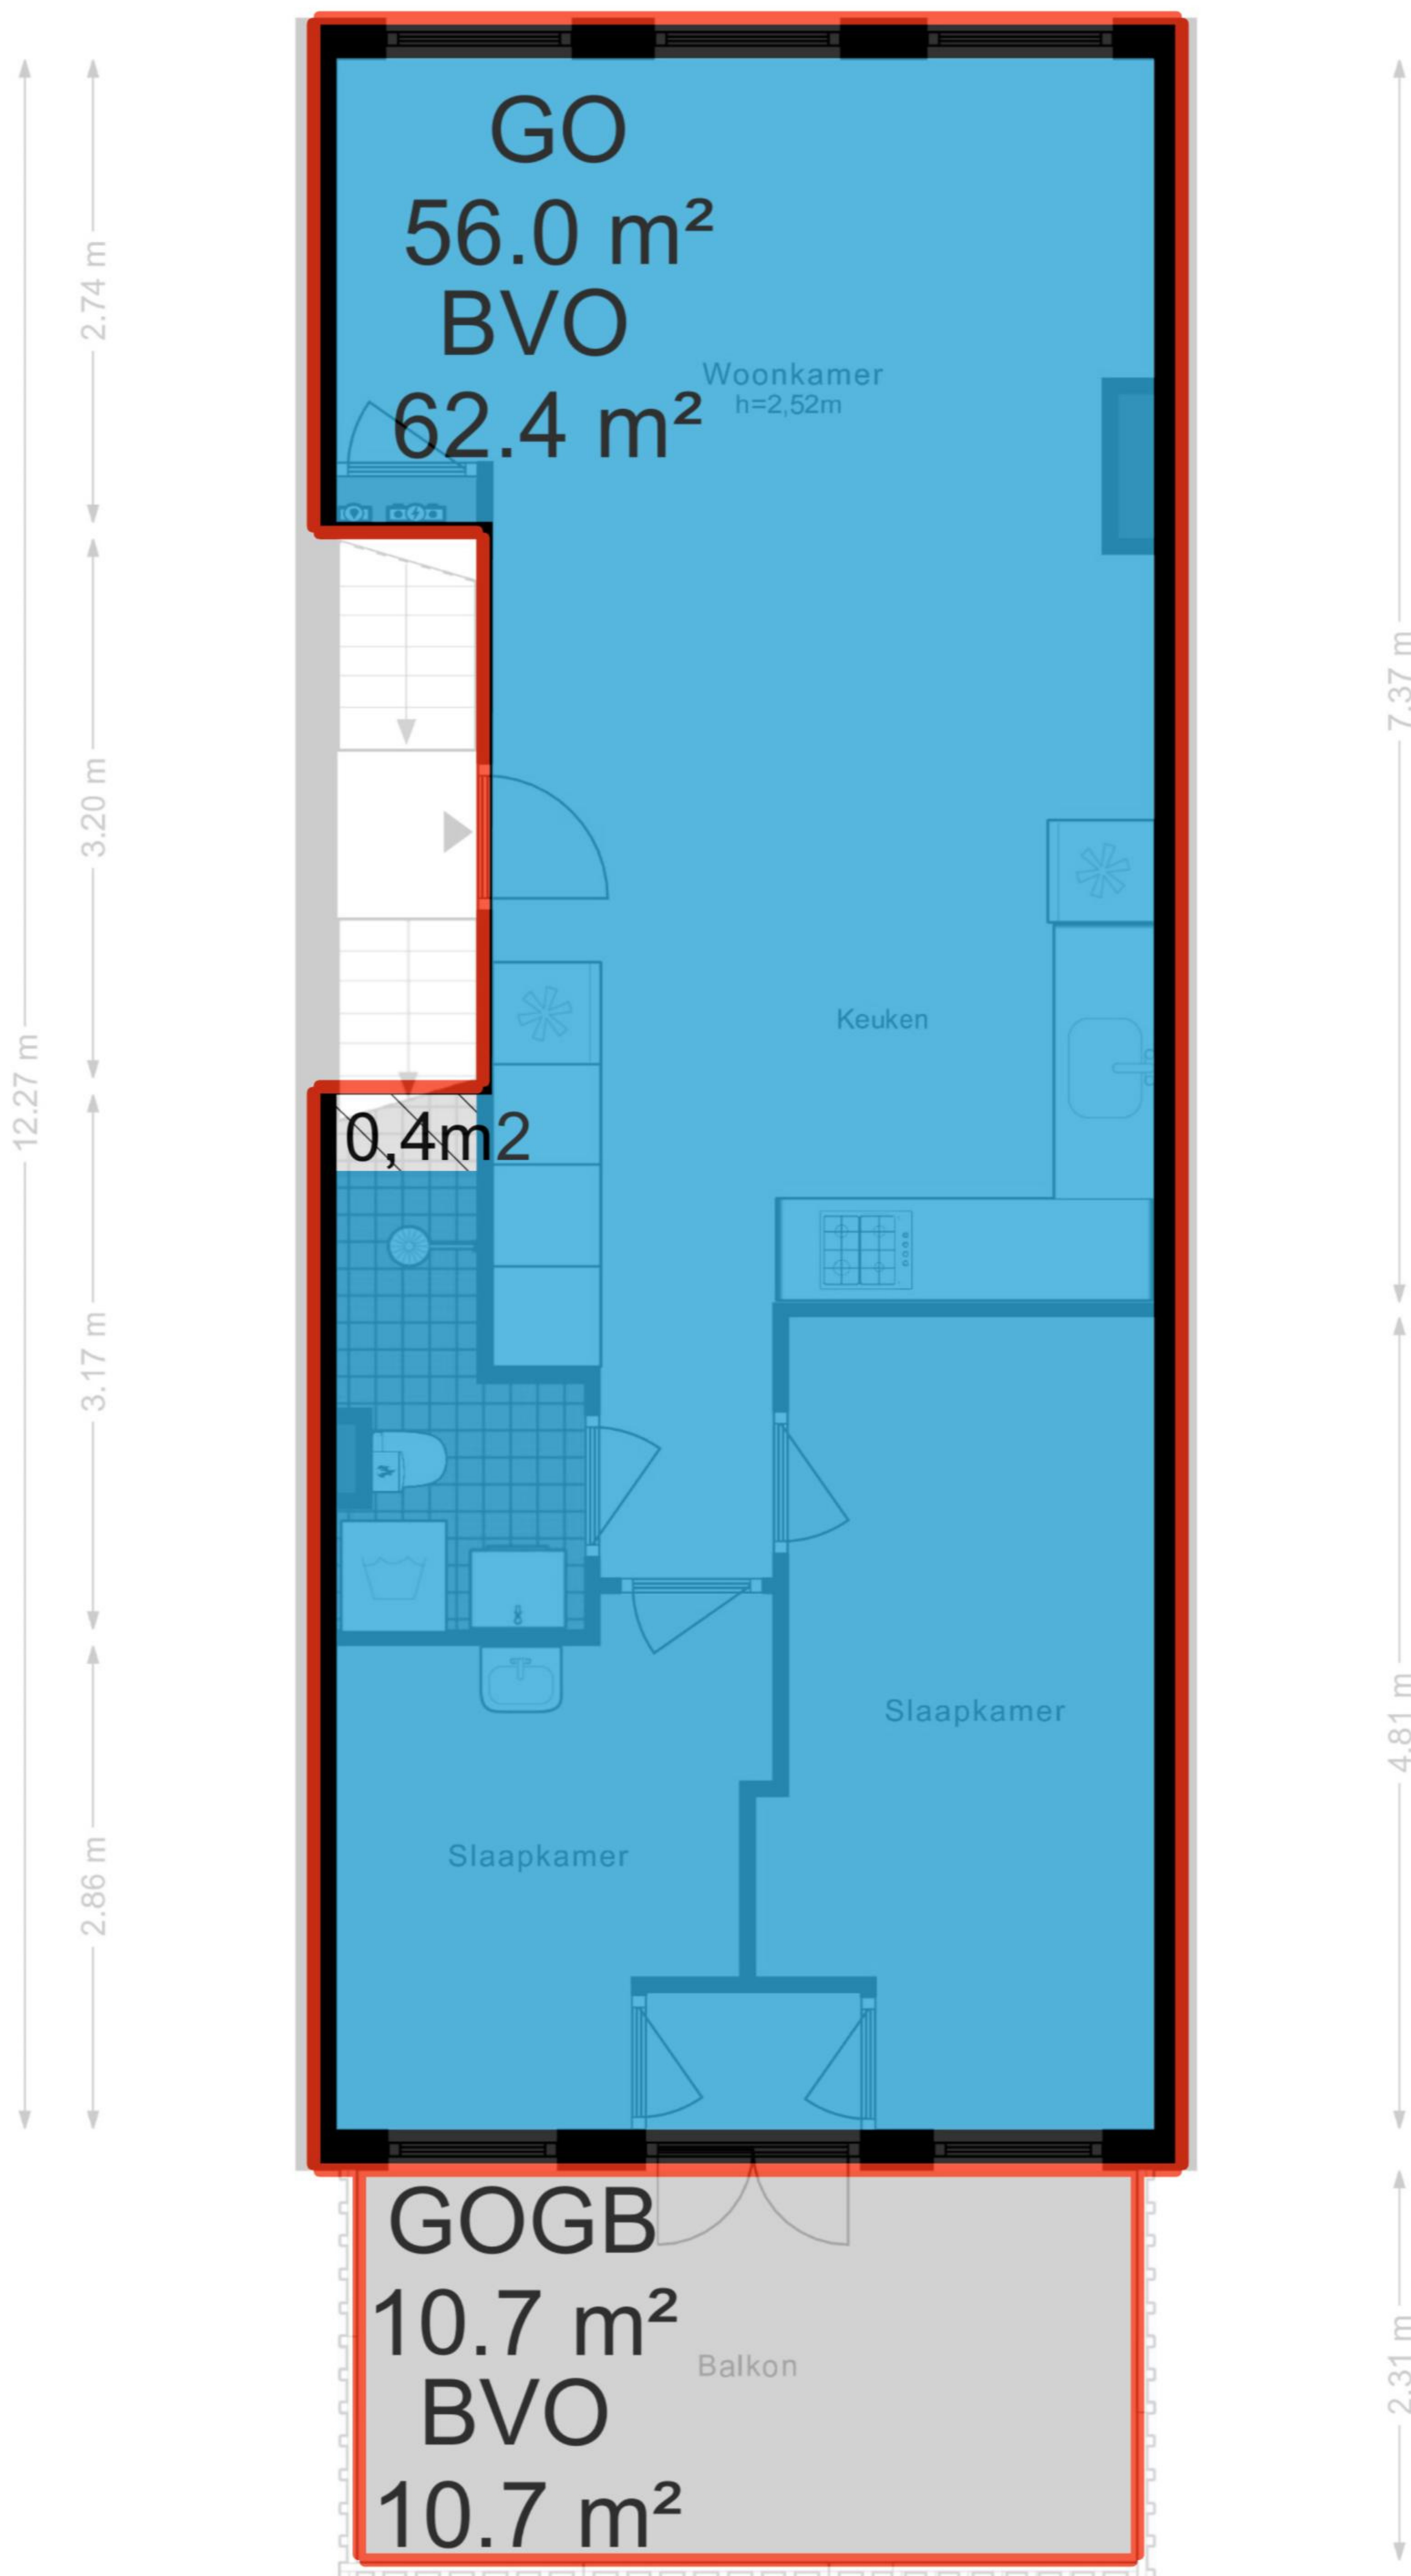 GO
56.0 m²
BVO
62.4 m²
Woonkamer
h=2,52m
2.74 m
3.20 m
12.27 m
3.17 m
2.86 m
7.37 m
4.81 m
2.31 m
Keuken
0,4m2
Slaapkamer
Slaapkamer
GOGB
10.7 m²
Balkon
BVO
10.7 m²